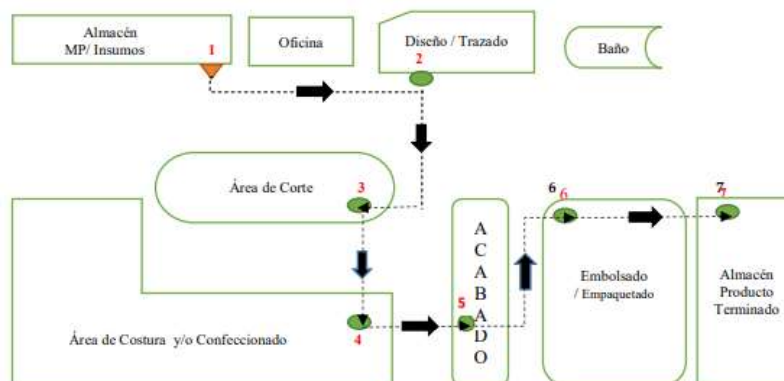 Almacén
MP/ Insumos
1
Oficina
Diseño / Trazado
2
Baño
Área de Corte
3
Área de Costura y/o Confeccionado
4
A
C
A
B
A
D
O
5
6
6
Embolsado
/ Empaquetado
7
7
Almacén
Producto
Terminado